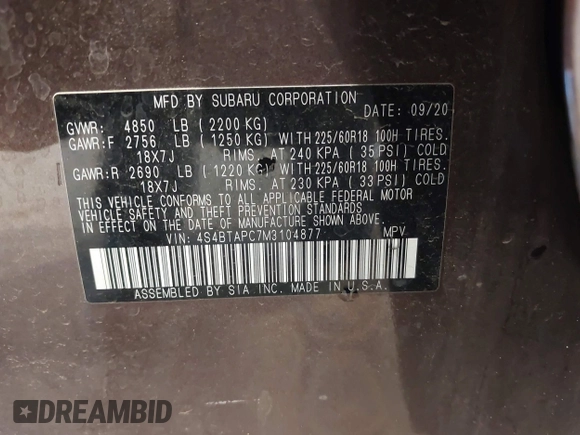 MFD BY SUBARU CORPORATION
DATE: 09/20
GVWR: 4850 LB (2200 KG)
GAWR:F 2756 LB (1250 KG) WITH 225/60R18 100H TIRES.
18X7J RIMS. AT 240 KPA (35 PSI) COLD
GAWR:R 2690 LB (1220 KG) WITH 225/60R18 100H TIRES.
18X7J RIMS. AT 230 KPA (33 PSI) COLD
THIS VEHICLE CONFORMS TO ALL APPLICABLE FEDERAL MOTOR
VEHICLE SAFETY AND THEFT PREVENTION STANDARDS
IN EFFECT ON THE DATE OF MANUFACTURE SHOWN ABOVE.
VIN: 4S4BTAPC7M3104877 MPV
ASSEMBLED BY SIA INC. MADE IN U.S.A.
DREAMBID